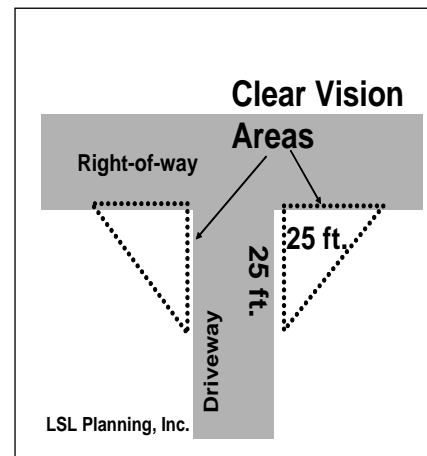 Clear Vision
Areas
Right-of-way
25 ft.
25 ft.
Driveway
LSL Planning, Inc.